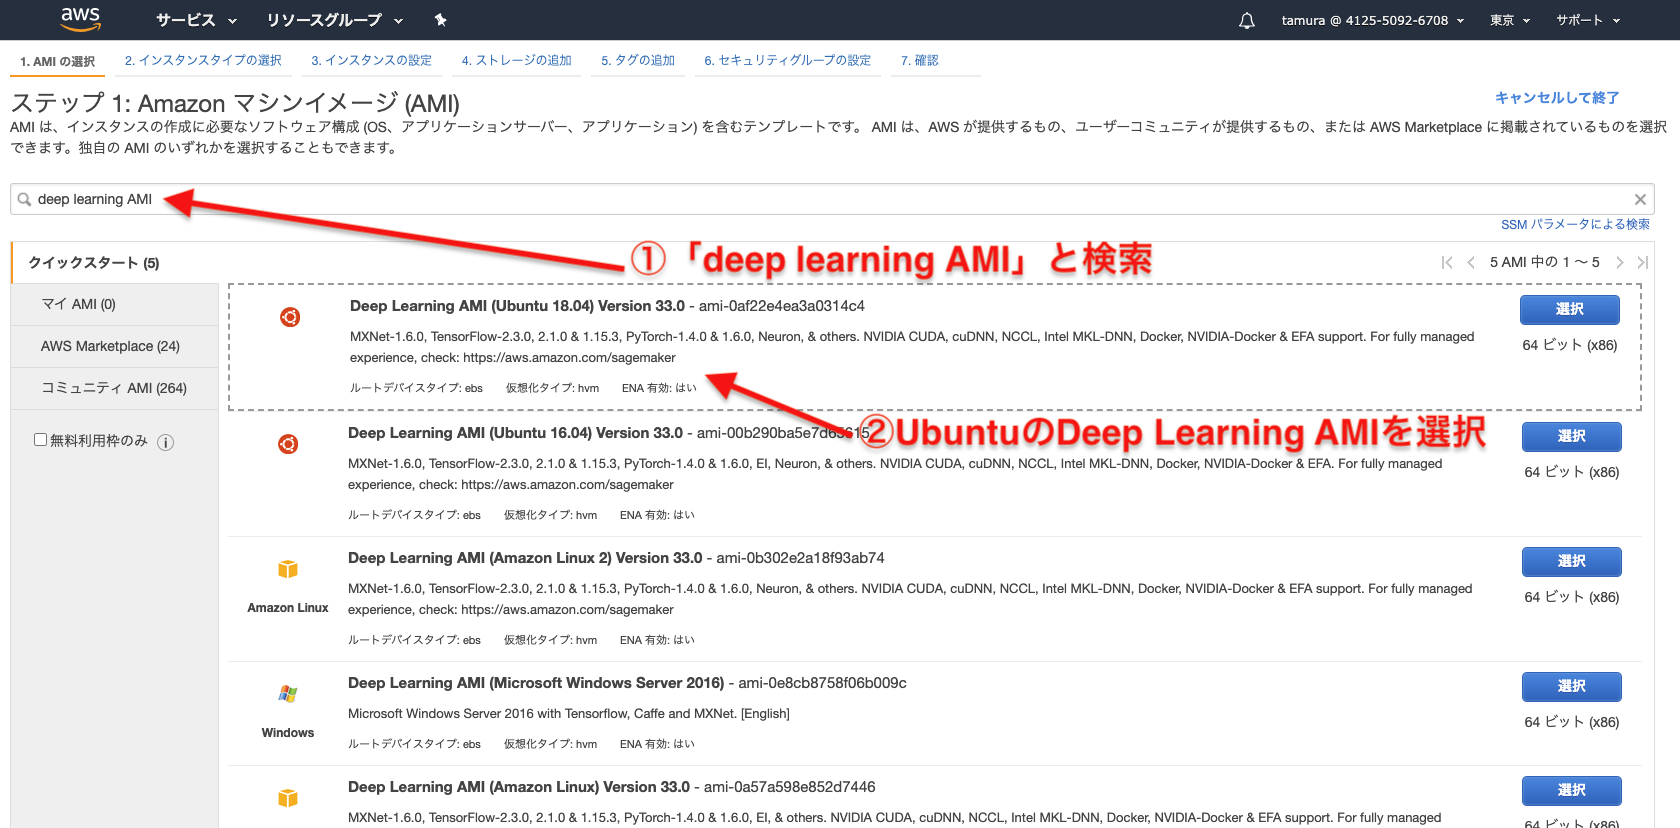 aws サービス リソースグループ tamura @ 4125-5092-6708 東京 サポート
1. AMI の選択 2. インスタンスタイプの選択 3. インスタンスの設定 4. ストレージの追加 5. タグの追加 6. セキュリティグループの設定 7. 確認
ステップ 1: Amazon マシンイメージ (AMI)
キャンセルして終了
AMI は、インスタンスの作成に必要なソフトウェア構成 (OS、アプリケーションサーバー、アプリケーション) を含むテンプレートです。 AMI は、AWS が提供するもの、ユーザーコミュニティが提供するもの、または AWS Marketplace に掲載されているものを選択
できます。独自の AMI のいずれかを選択することもできます。
deep learning AMI
SSM パラメータによる検索
①「deep learning AMI」と検索
クイックスタート (5)
5 AMI 中の 1 〜 5
マイ AMI (0)
AWS Marketplace (24)
コミュニティ AMI (264)
無料利用枠のみ
Deep Learning AMI (Ubuntu 18.04) Version 33.0 - ami-0af22e4ea3a0314c4
選択
MXNet-1.6.0, TensorFlow-2.3.0, 2.1.0 & 1.15.3, PyTorch-1.4.0 & 1.6.0, Neuron, & others. NVIDIA CUDA, cuDNN, NCCL, Intel MKL-DNN, Docker, NVIDIA-Docker & EFA support. For fully managed
64 ビット (x86)
experience, check: https://aws.amazon.com/sagemaker
ルートデバイスタイプ: ebs 仮想化タイプ: hvm ENA 有効: はい
②UbuntuのDeep Learning AMIを選択
Deep Learning AMI (Ubuntu 16.04) Version 33.0 -
選択
MXNet-1.6.0, TensorFlow-2.3.0, 2.1.0 & 1.15.3, PyTorch-1.4.0 & 1.6.0, EI, Neuron, & others. NVIDIA CUDA, cuDNN, NCCL, Intel MKL-DNN, Docker, NVIDIA-Docker & EFA. For fully managed
64 ビット (x86)
experience, check: https://aws.amazon.com/sagemaker
ルートデバイスタイプ: ebs 仮想化タイプ: hvm ENA 有効: はい
Deep Learning AMI (Amazon Linux 2) Version 33.0 - ami-0b302e2a18f93ab74
選択
MXNet-1.6.0, TensorFlow-2.3.0, 2.1.0 & 1.15.3, PyTorch-1.4.0 & 1.6.0, Neuron, & others. NVIDIA CUDA, cuDNN, NCCL, Intel MKL-DNN, Docker, NVIDIA-Docker & EFA support. For fully managed
64 ビット (x86)
Amazon Linux
experience, check: https://aws.amazon.com/sagemaker
ルートデバイスタイプ: ebs 仮想化タイプ: hvm ENA 有効: はい
Deep Learning AMI (Microsoft Windows Server 2016) - ami-0e8cb8758f06b009c
選択
Microsoft Windows Server 2016 with Tensorflow, Caffe and MXNet. [English]
64 ビット (x86)
Windows
ルートデバイスタイプ: ebs 仮想化タイプ: hvm ENA 有効: はい
Deep Learning AMI (Amazon Linux) Version 33.0 - ami-0a57a598e852d7446
選択
MXNet-1.6.0, TensorFlow-2.3.0, 2.1.0 & 1.15.3, PyTorch-1.4.0 & 1.6.0, EI, & others. NVIDIA CUDA, cuDNN, NCCL, Intel MKL-DNN, Docker, NVIDIA-Docker & EFA support. For fully managed
64 ビット (x86)